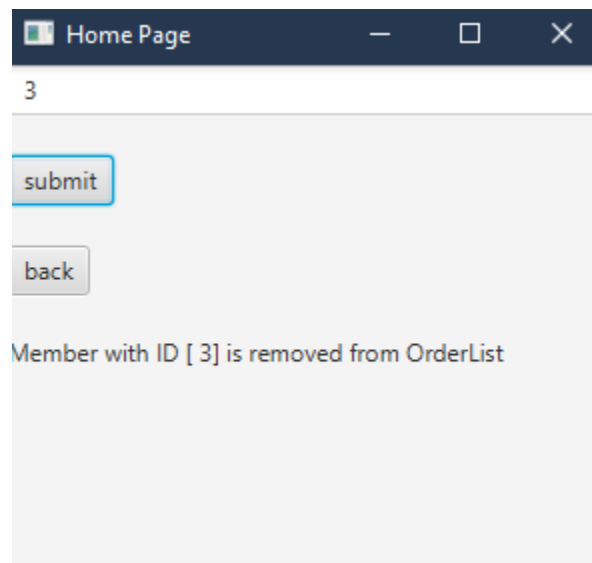 Home Page
3
submit
back
Member with ID [ 3] is removed from OrderList